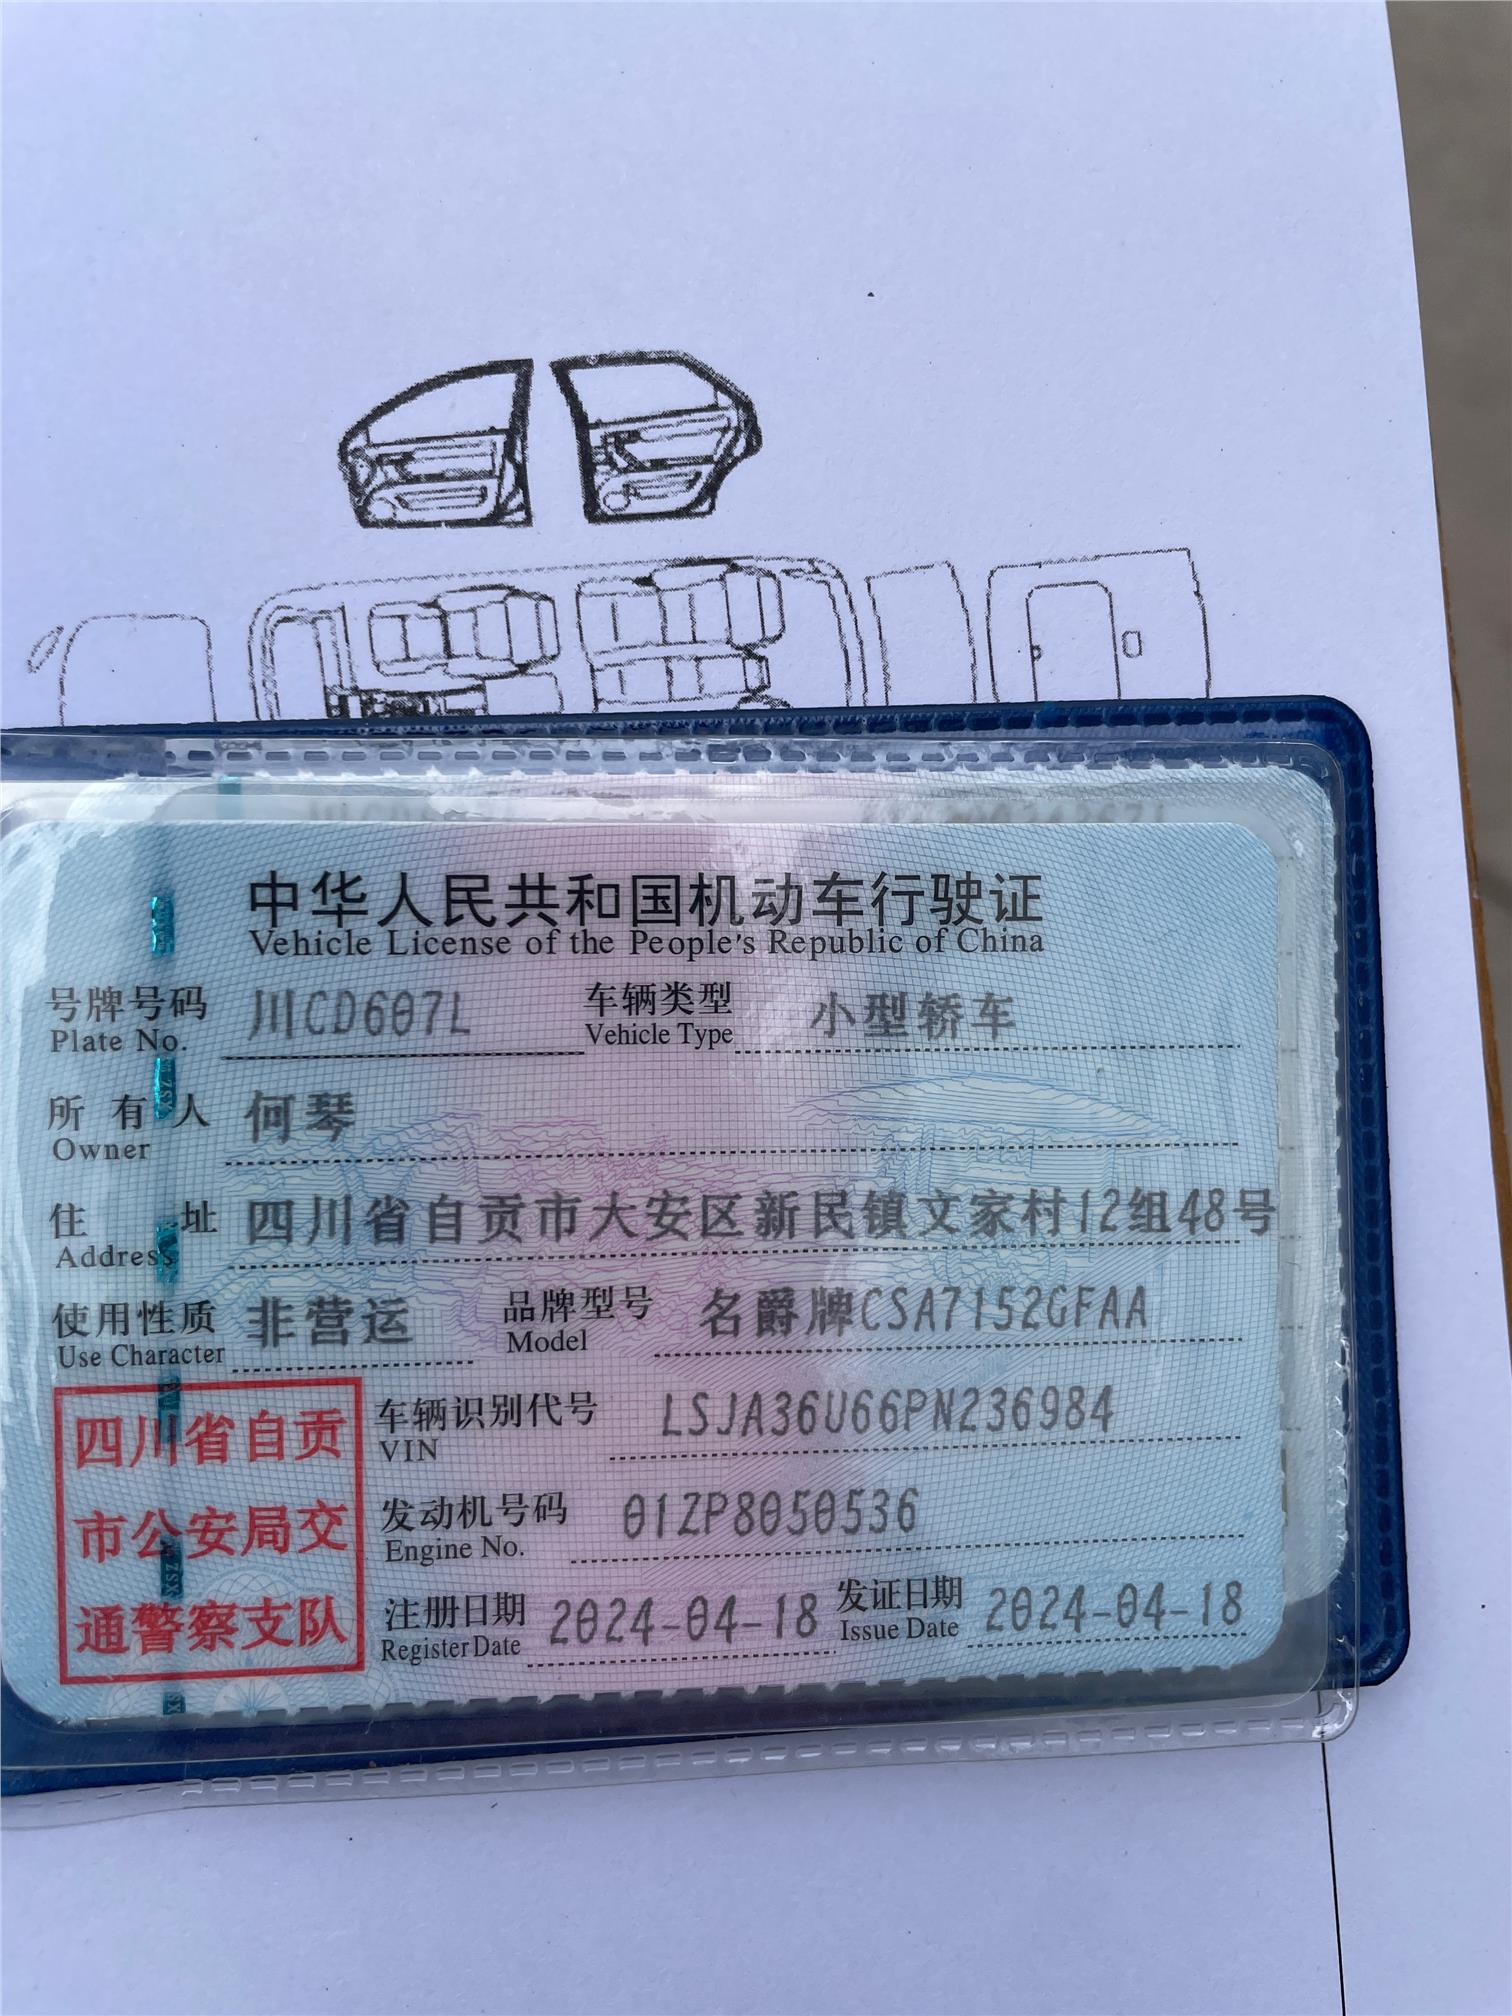 中华人民共和国机动车行驶证
Vehicle License of the People's Republic of China
号牌号码 川CD607L 车辆类型 小型轿车
Plate No. Vehicle Type
所有人 何琴
Owner
住址 四川省自贡市大安区新民镇文家村12组48号
Address
使用性质 非营运 品牌型号 名爵牌CSA7152GFAA
Use Character Model
四川省自贡
市公安局交
通警察支队
车辆识别代号 LSJA36U66PN236984
VIN
发动机号码 01ZP8050536
Engine No.
注册日期 2024-04-18 发证日期 2024-04-18
Register Date Issue Date